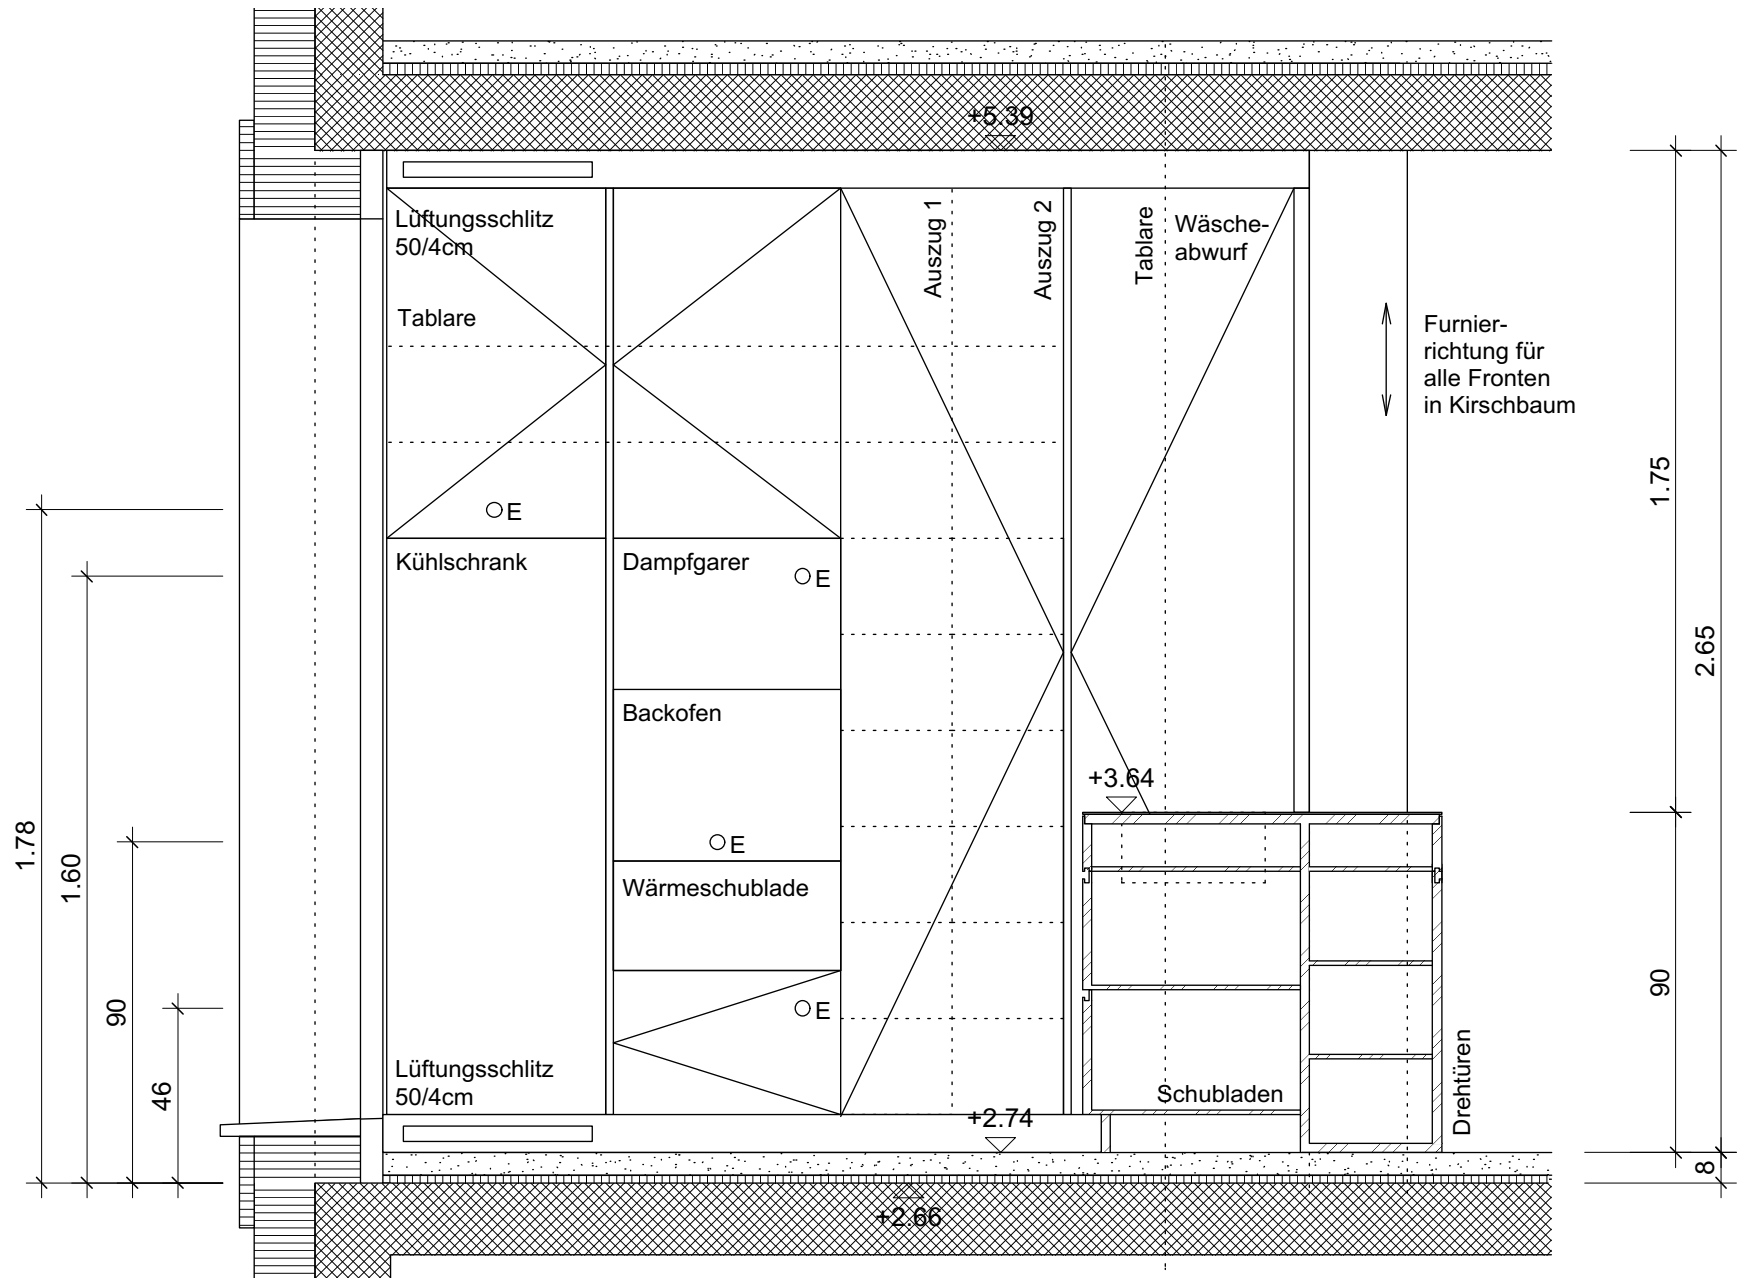 +5.39
Lüftungsschlitz
50/4cm
Tablare
Auszug 1
Auszug 2
Tablare
Wäsche-
abwurf
Furnier-
richtung für
alle Fronten
in Kirschbaum
E
Kühlschrank
Dampfgarer
E
Backofen
E
Wärmeschublade
E
Lüftungsschlitz
50/4cm
+3.64
Schubladen
Drehtüren
+2.74
+2.66
1.78
1.60
90
46
1.75
2.65
90
8